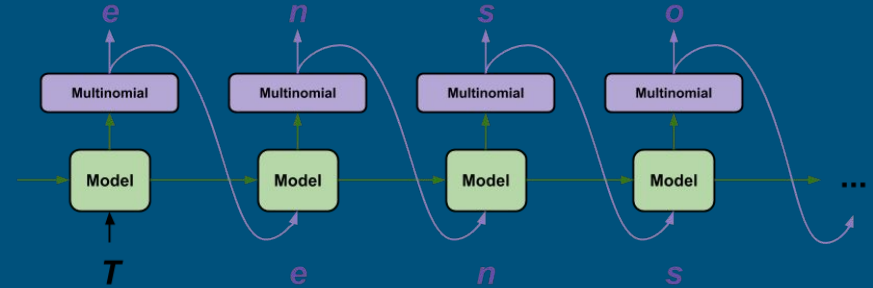 e n s o
Multinomial Multinomial Multinomial Multinomial
Model Model Model Model ...
T e n s